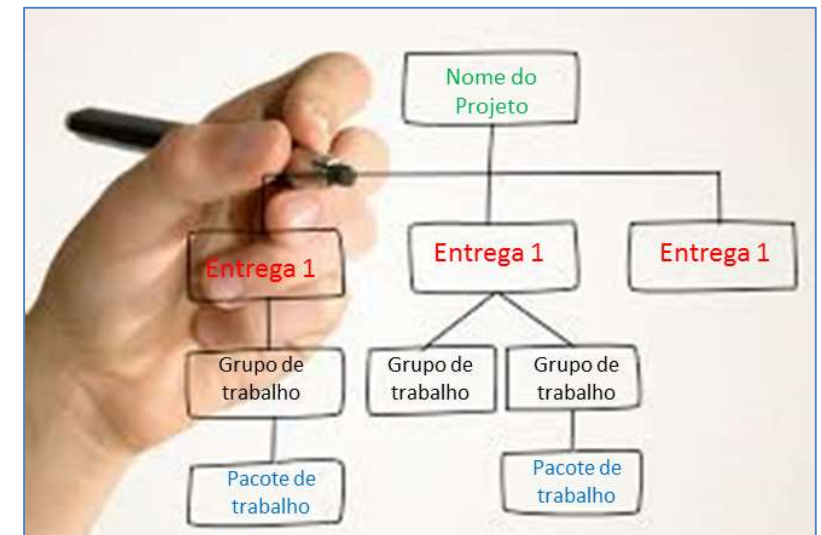 Nome do
Projeto
Entrega 1
Entrega 1
Entrega 1
Grupo de
trabalho
Grupo de
trabalho
Grupo de
trabalho
Pacote de
trabalho
Pacote de
trabalho